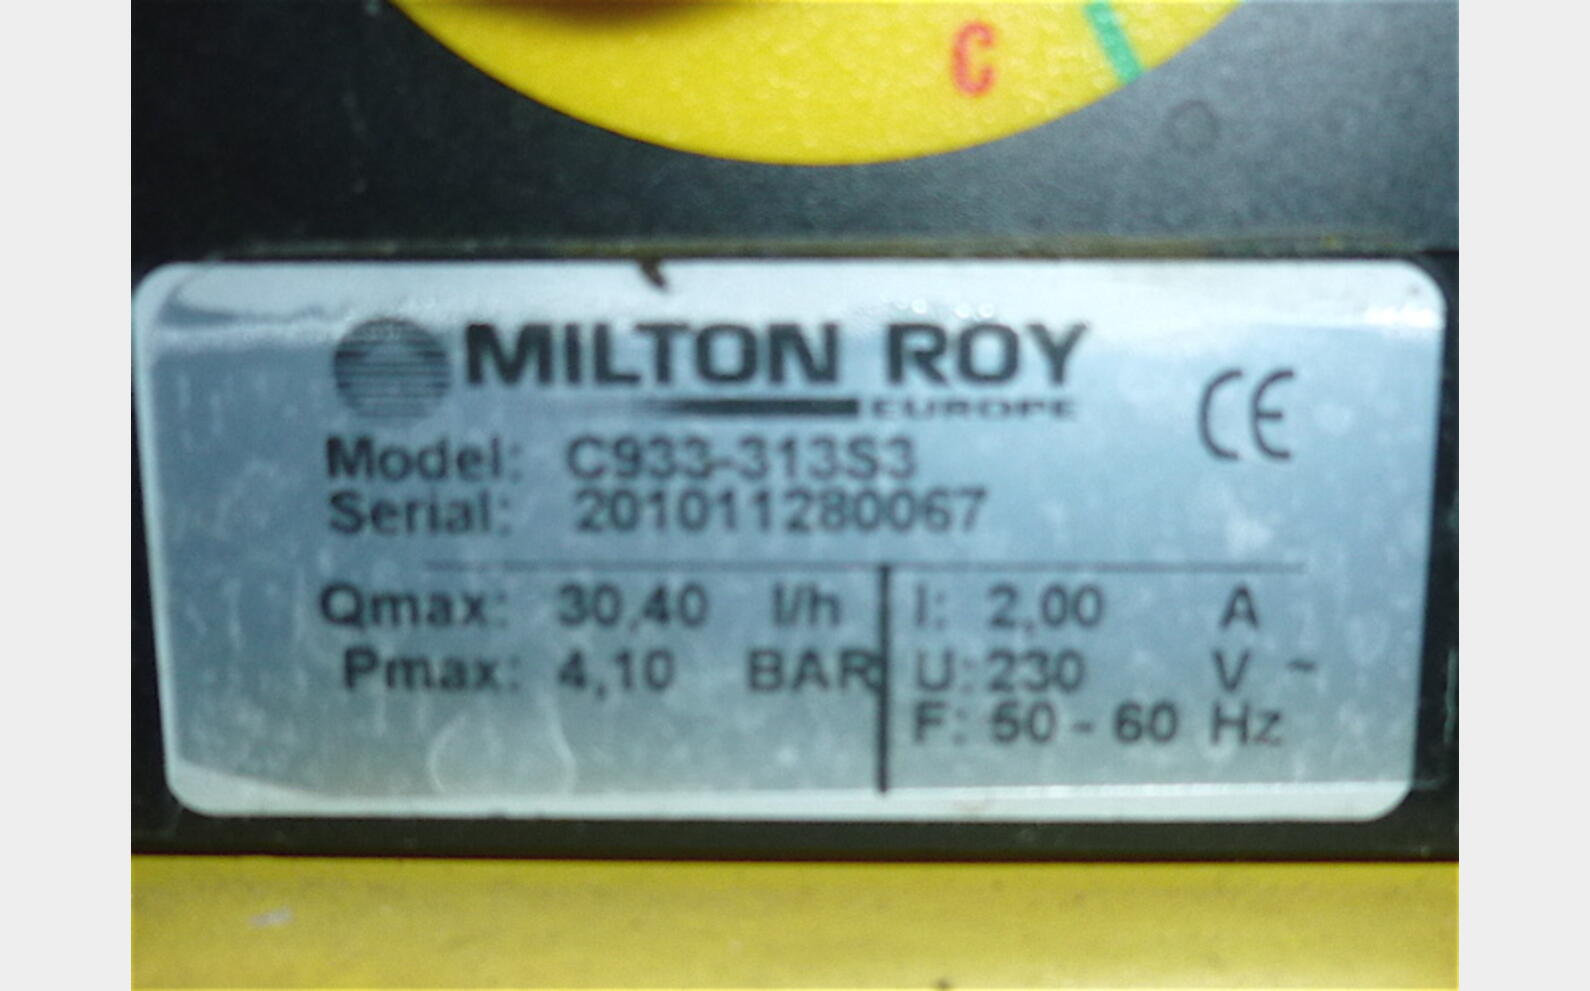 C
MILTON ROY
EUROPE
CE
Model: C933-313S3
Serial: 201011280067
Qmax: 30,40 l/h
Pmax: 4,10 BAR
I: 2,00 A
U: 230 V ~
F: 50 - 60 Hz